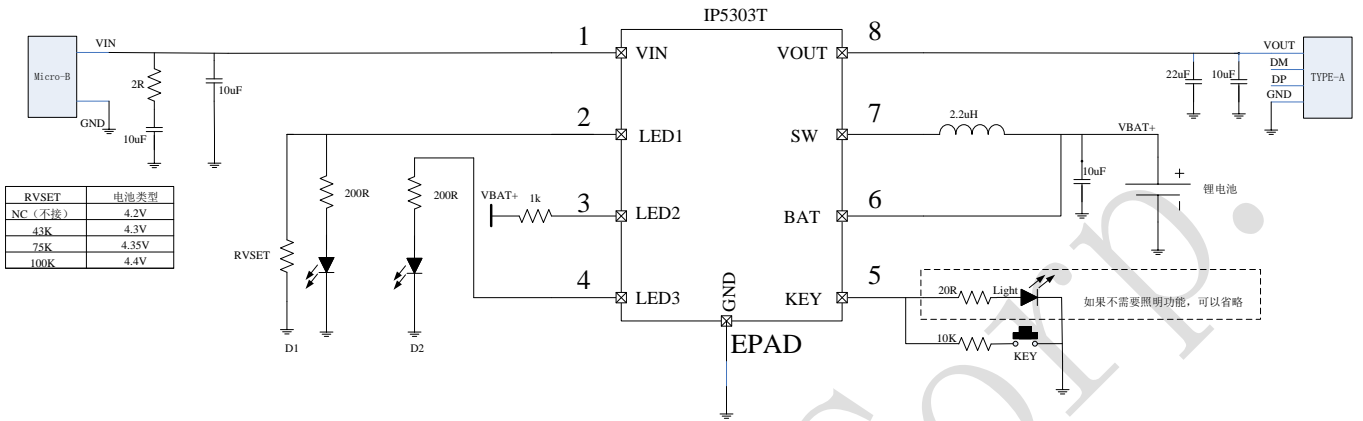 IP5303T
1
VIN
8
VOUT
VIN
VOUT
Micro-B
2R
10uF
22uF
10uF
DM
DP
GND
TYPE-A
GND
10uF
2
LED1
7
SW
2.2uH
VBAT+
RVSET 电池类型
NC（不接） 4.2V
43K 4.3V
75K 4.35V
100K 4.4V
200R
200R
VBAT+
1k
3
LED2
6
BAT
10uF
+
锂电池
RVSET
4
LED3
GND
5
KEY
20R
Light
如果不需要照明功能，可以省略
D1
D2
EPAD
10K
KEY
Corp.